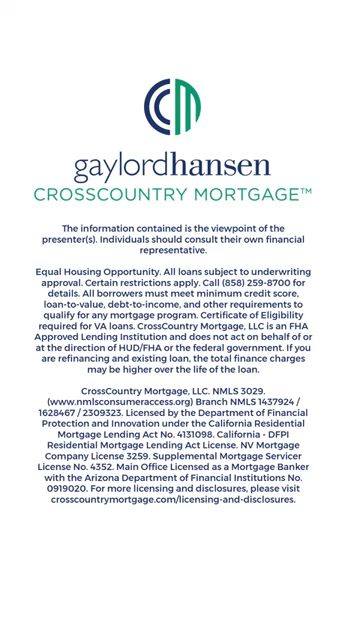 gaylordhansen
CROSSCOUNTRY MORTGAGE™
The information contained is the viewpoint of the
presenter(s). Individuals should consult their own financial
representative.
Equal Housing Opportunity. All loans subject to underwriting
approval. Certain restrictions apply. Call (858) 259-8700 for
details. All borrowers must meet minimum credit score,
loan-to-value, debt-to-income, and other requirements to
qualify for any mortgage program. Certificate of Eligibility
required for VA loans. CrossCountry Mortgage, LLC is an FHA
Approved Lending Institution and does not act on behalf of or
at the direction of HUD/FHA or the federal government. If you
are refinancing and existing loan, the total finance charges
may be higher over the life of the loan.
CrossCountry Mortgage, LLC. NMLS 3029.
(www.nmlsconsumeraccess.org) Branch NMLS 1437924 /
1628467 / 2309323. Licensed by the Department of Financial
Protection and Innovation under the California Residential
Mortgage Lending Act No. 4131098. California - DFPI
Residential Mortgage Lending Act License. NV Mortgage
Company License 3259. Supplemental Mortgage Servicer
License No. 4352. Main Office Licensed as a Mortgage Banker
with the Arizona Department of Financial Institutions No.
0919020. For more licensing and disclosures, please visit
crosscountrymortgage.com/licensing-and-disclosures.